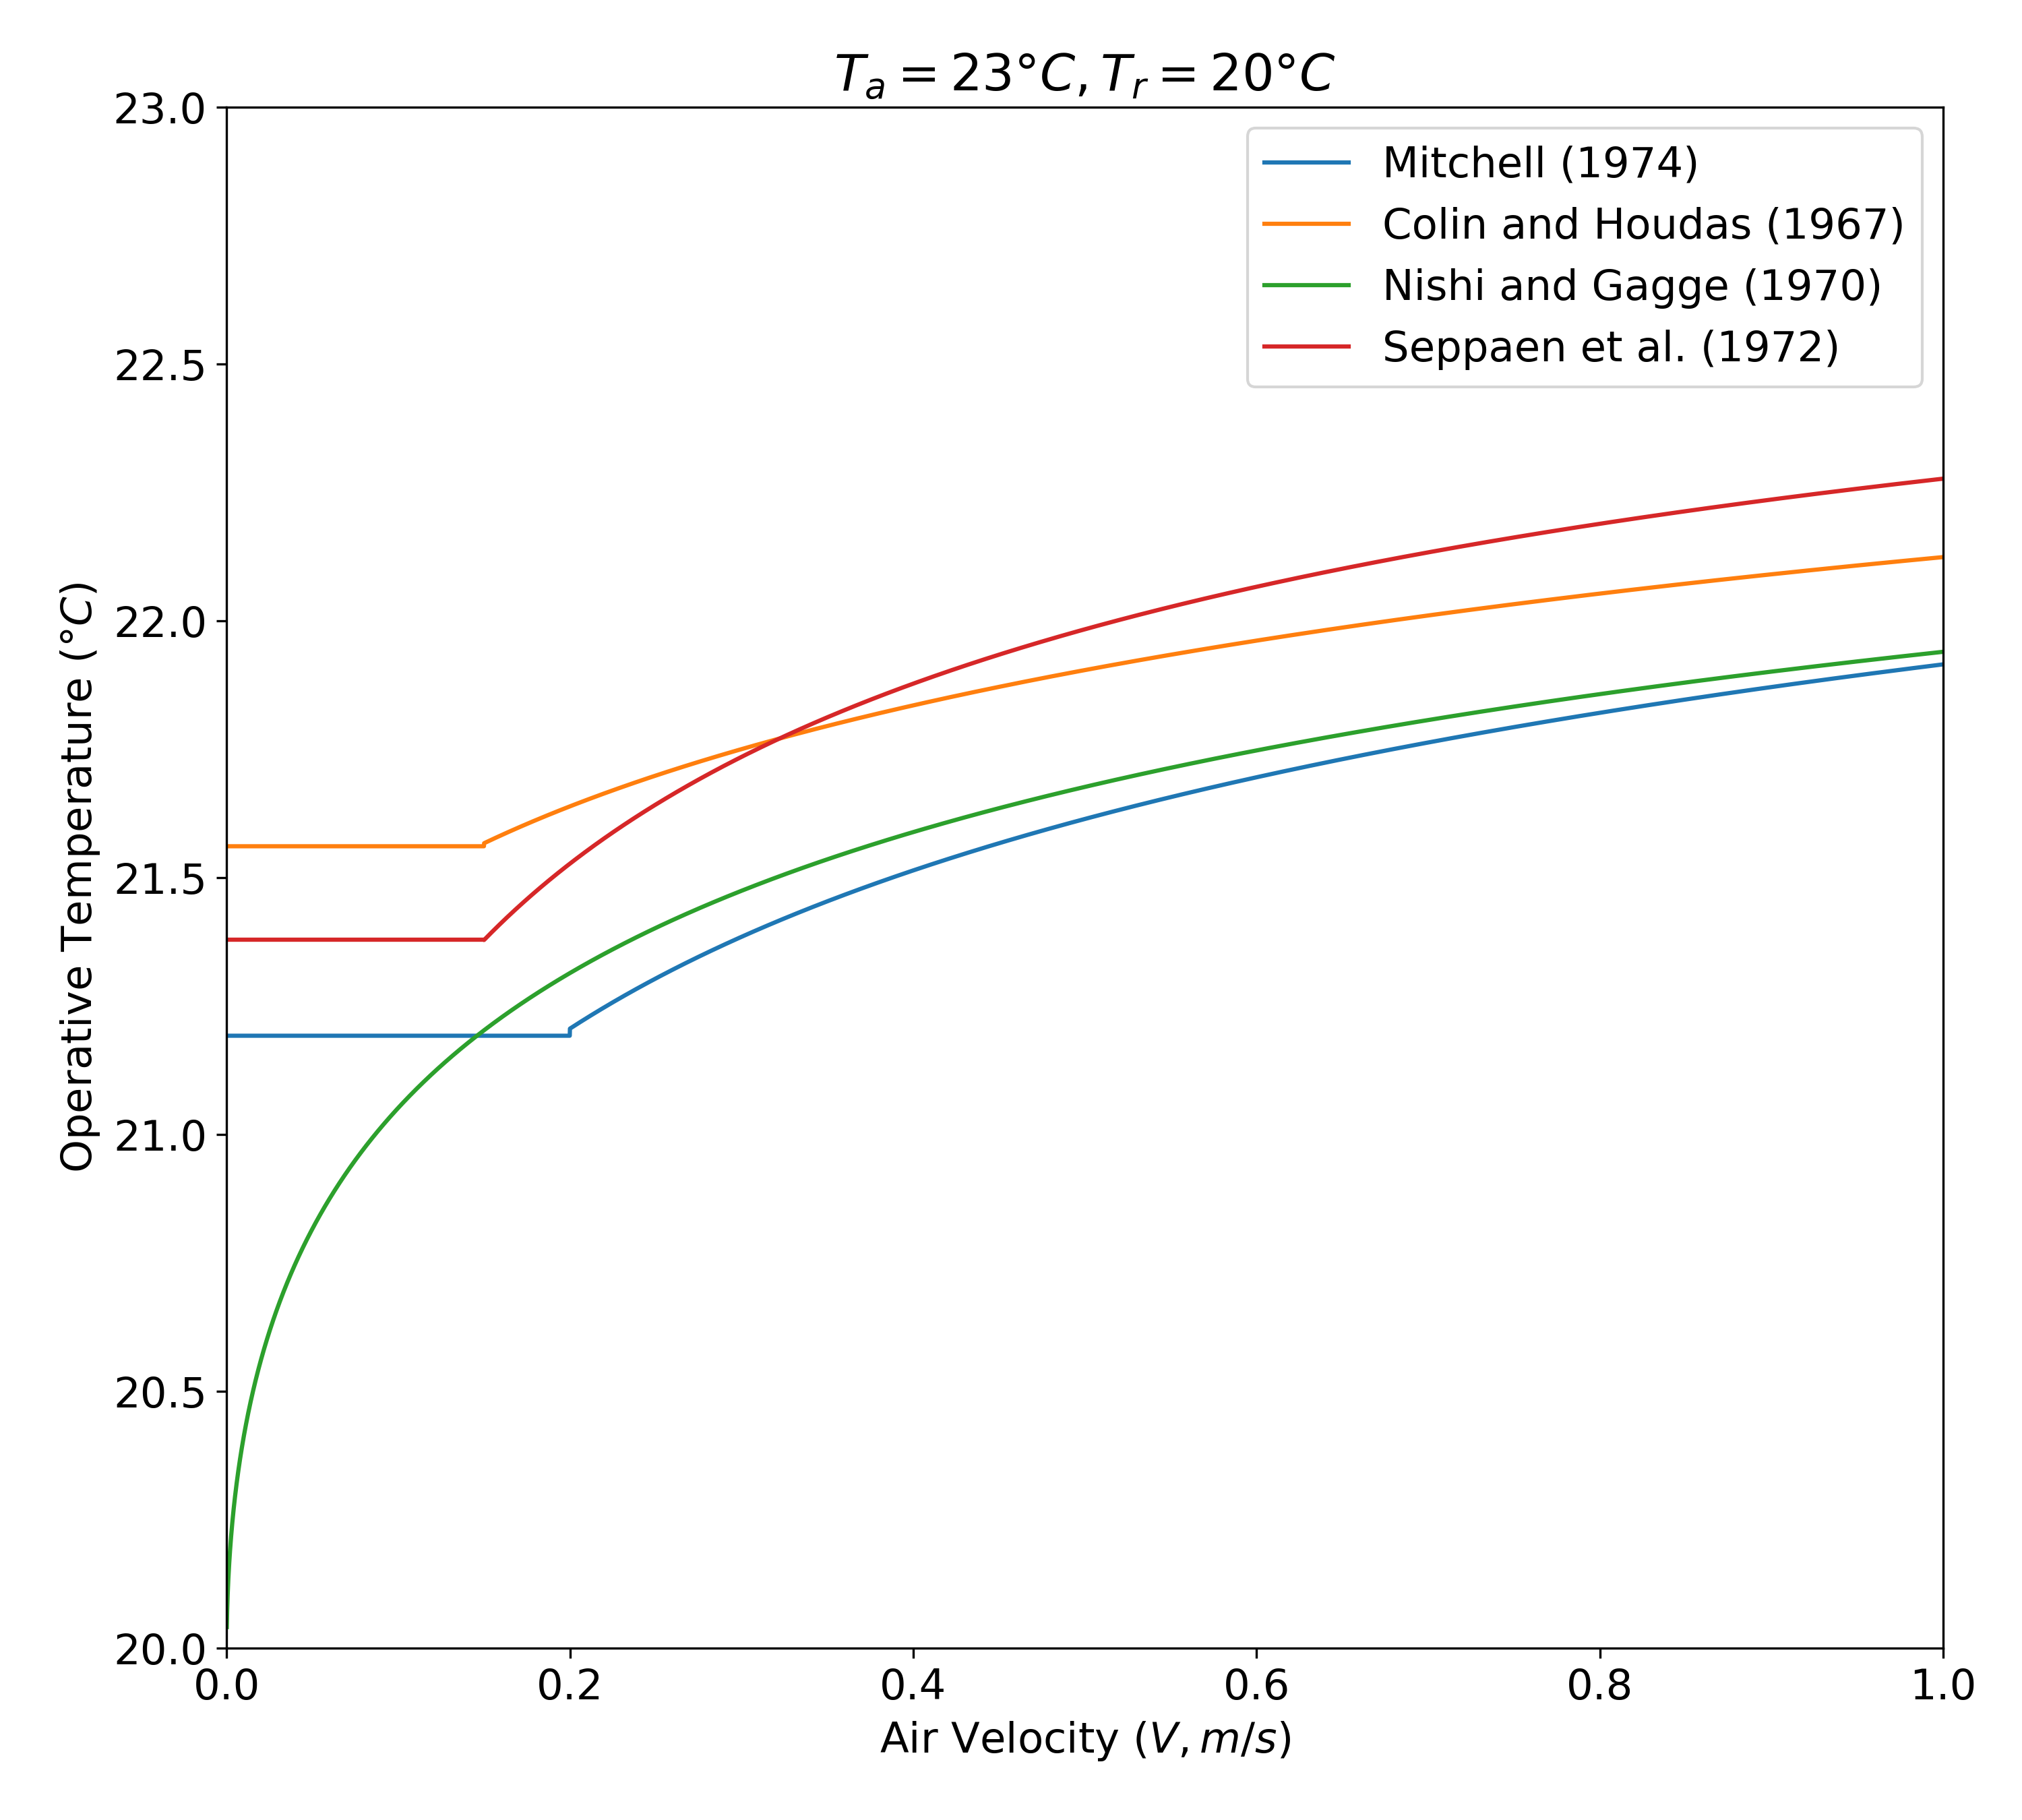 T_a = 23°C, T_r = 20°C
23.0
22.5
22.0
21.5
21.0
20.5
20.0
Operative Temperature (°C)
Mitchell (1974)
Colin and Houdas (1967)
Nishi and Gagge (1970)
Seppaen et al. (1972)
0.0 0.2 0.4 0.6 0.8 1.0
Air Velocity (V, m/s)